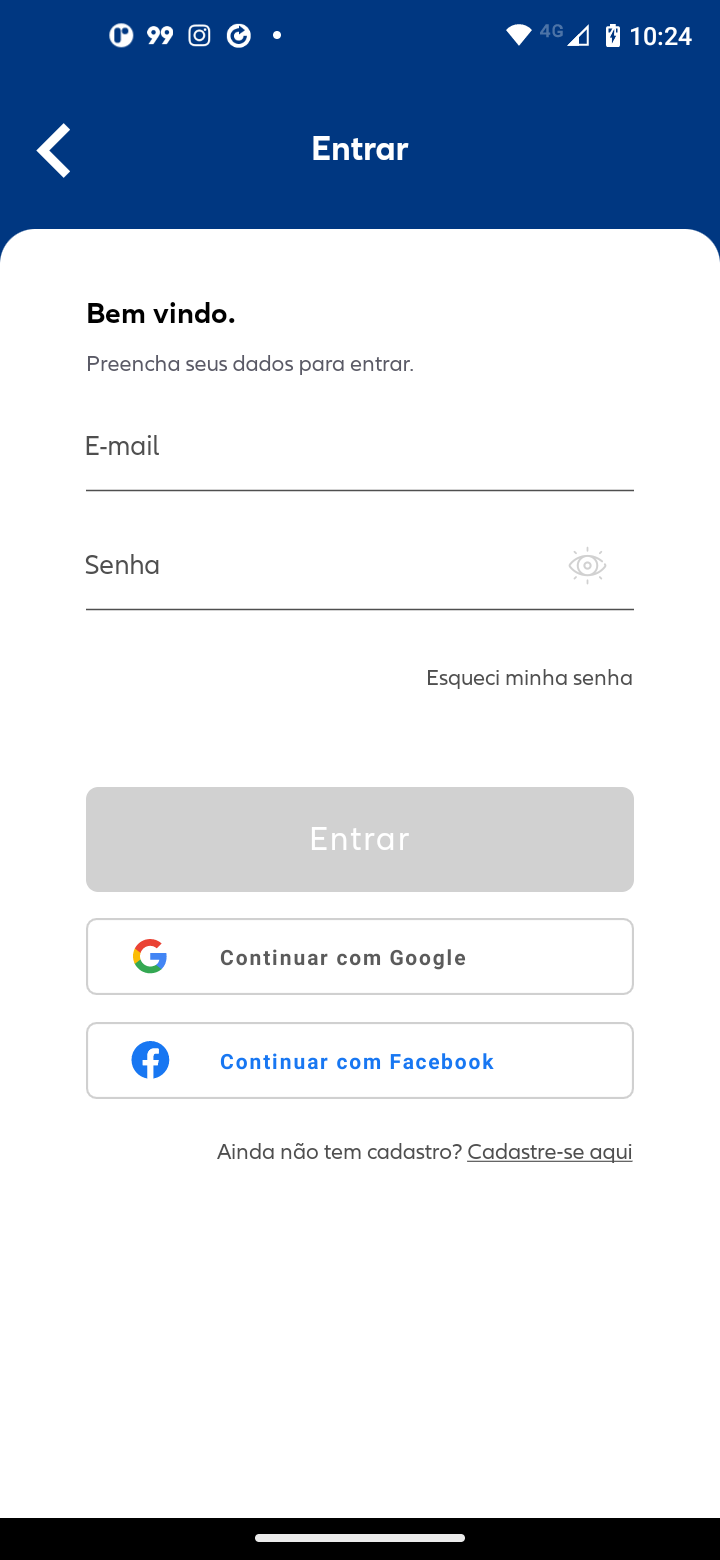 99 4G 10:24
Entrar
Bem vindo.
Preencha seus dados para entrar.
E-mail
Senha
Esqueci minha senha
Entrar
Continuar com Google
Continuar com Facebook
Ainda não tem cadastro? Cadastre-se aqui